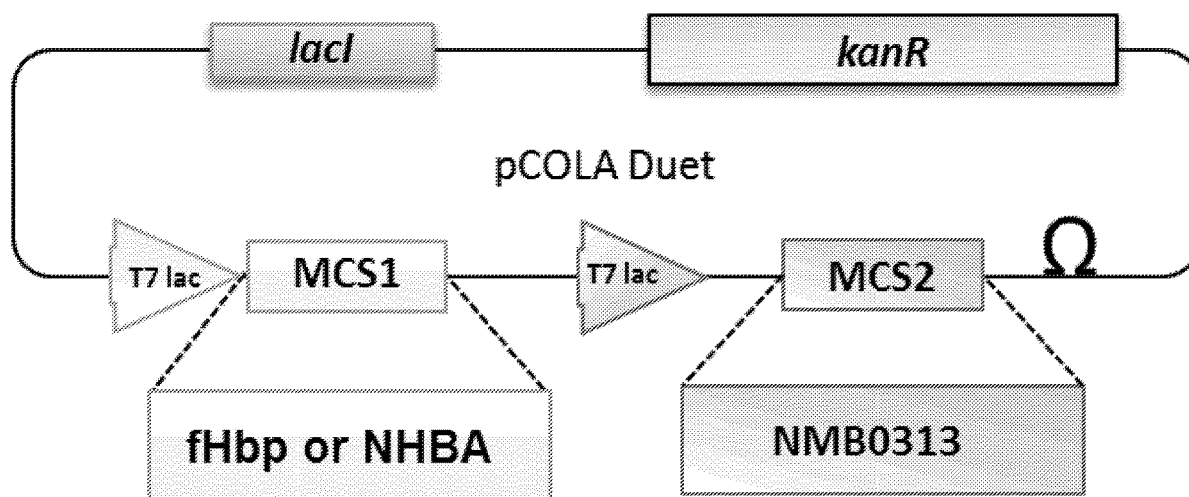 lacI kanR
pCOLA Duet
T7 lac MCS1 T7 lac MCS2 Ω
fHbp or NHBA NMB0313